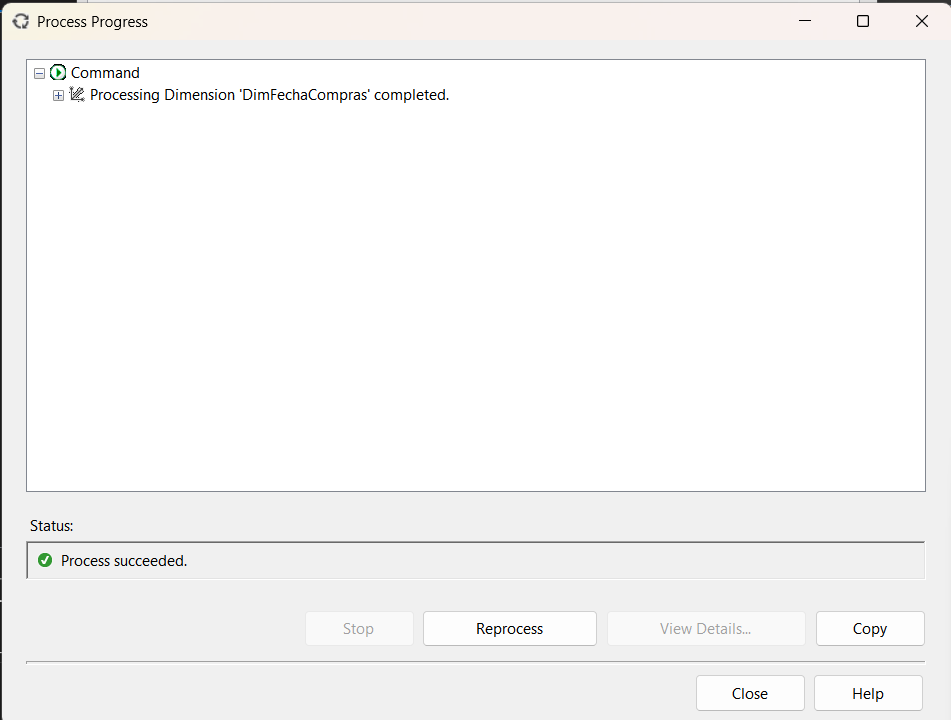 Process Progress
Command
Processing Dimension 'DimFechaCompras' completed.
Status:
Process succeeded.
Stop Reprocess View Details... Copy
Close Help